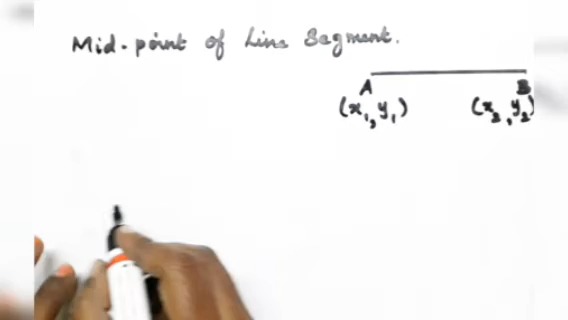 Mid-point of Line Segment.
A B
(x₁, y₁) (x₂, y₂)